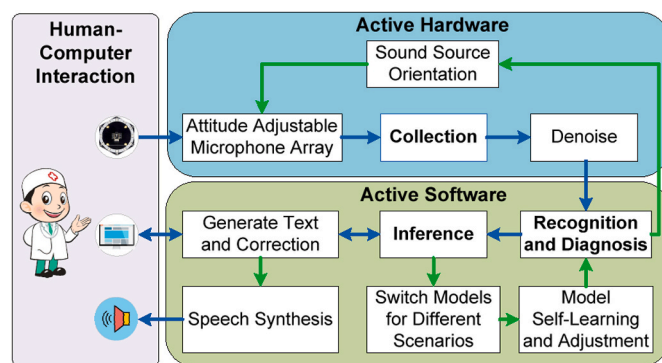 Human-
Computer
Interaction
Active Hardware
Sound Source
Orientation
Attitude Adjustable
Microphone Array
Collection
Denoise
Active Software
Generate Text
and Correction
Inference
Recognition
and Diagnosis
Speech Synthesis
Switch Models
for Different
Scenarios
Model
Self-Learning
and Adjustment